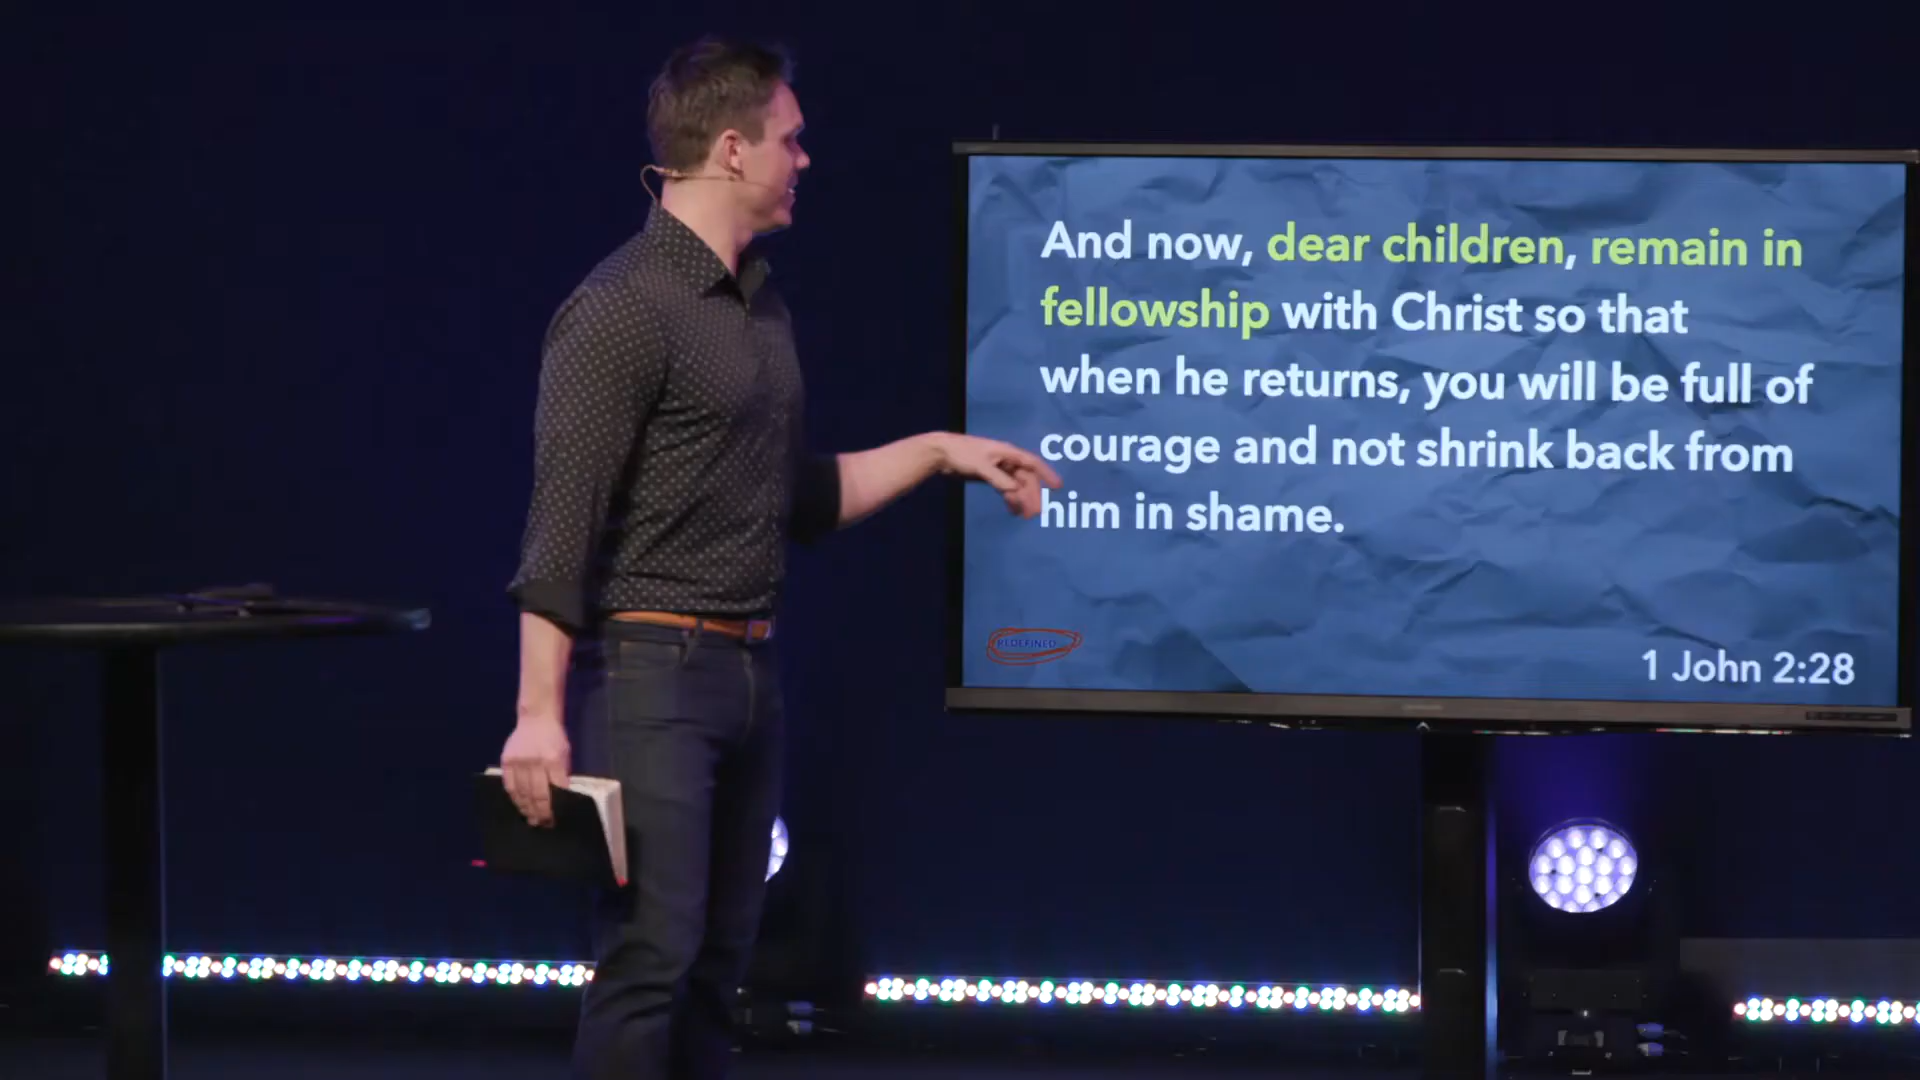 And now, dear children, remain in
fellowship with Christ so that
when he returns, you will be full of
courage and not shrink back from
him in shame.
REDEFINED
1 John 2:28